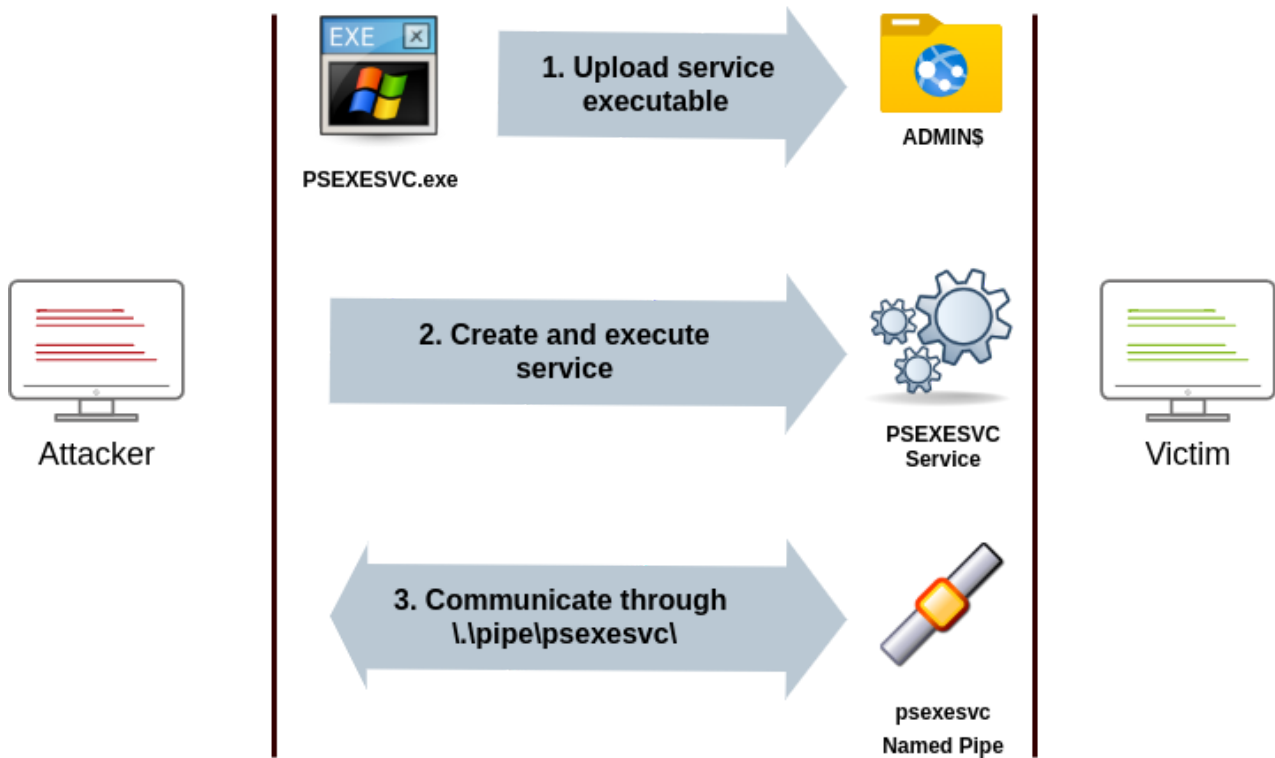 EXE
1. Upload service
executable
ADMIN$
PSEXESVC.exe
2. Create and execute
service
PSEXESVC
Service
Attacker
Victim
3. Communicate through
\.\pipe\psexesvc\
psexesvc
Named Pipe